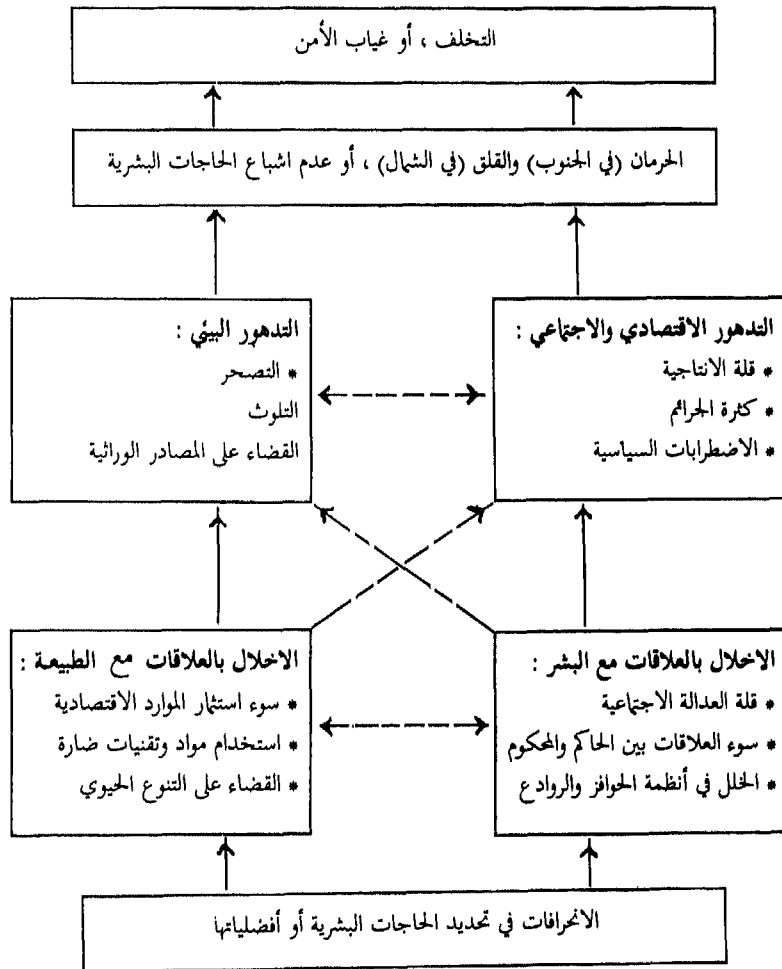 التخلف ، أو غياب الأمن
الحرمان (في الجنوب) والقلق (في الشمال) ، أو عدم اشباع الحاجات البشرية
التدهور الاقتصادي والاجتماعي :
* قلة الانتاجية
* كثرة الجرائم
* الاضطرابات السياسية
التدهور البيئي :
* التصحر
التلوث
القضاء على المصادر الوراثية
الاخلال بالعلاقات مع البشر :
* قلة العدالة الاجتماعية
* سوء العلاقات بين الحاكم والمحكوم
* الخلل في أنظمة الحوافز والروادع
الاخلال بالعلاقات مع الطبيعة :
* سوء استثمار الموارد الاقتصادية
* استخدام مواد وتقنيات ضارة
* القضاء على التنوع الحيوي
الانحرافات في تحديد الحاجات البشرية أو أفضلياتها